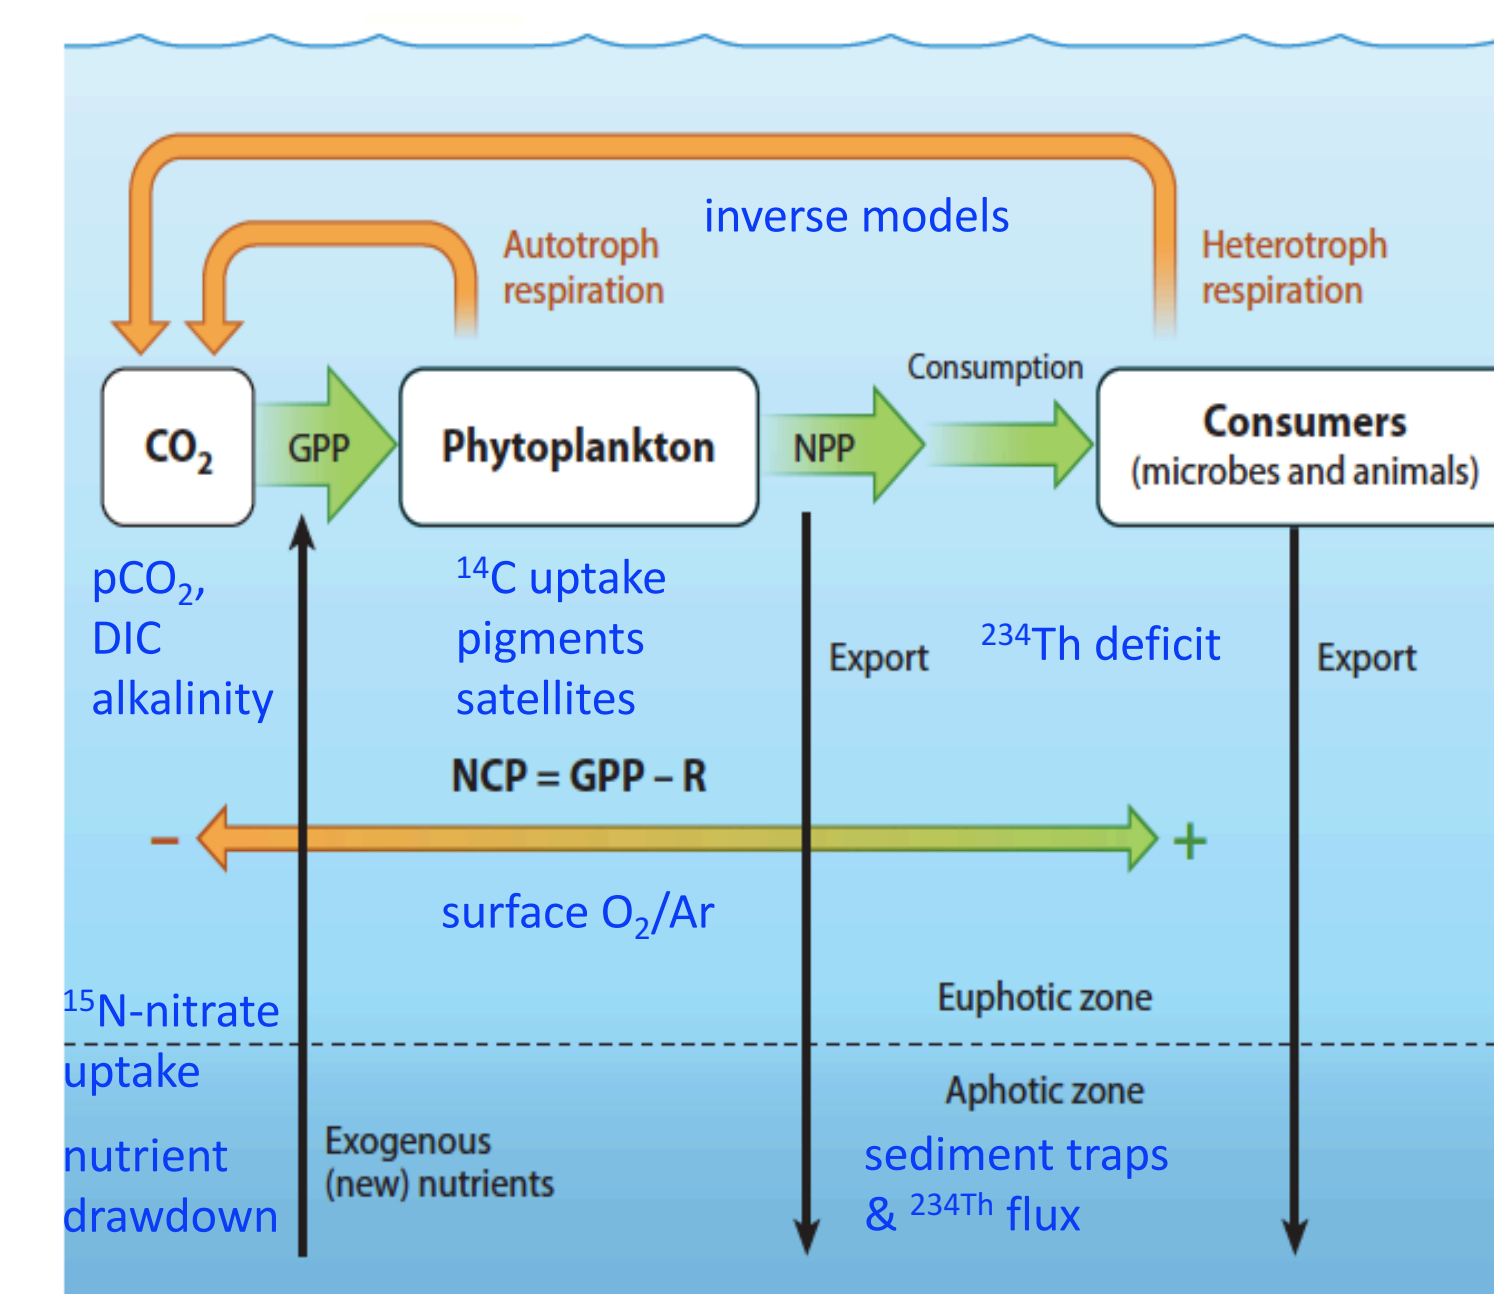 inverse models
Autotroph
respiration
Heterotroph
respiration
Consumption
CO₂
GPP
Phytoplankton
NPP
Consumers
(microbes and animals)
pCO₂,
DIC
alkalinity
¹⁴C uptake
pigments
satellites
Export
²³⁴Th deficit
Export
NCP = GPP – R
– +
surface O₂/Ar
¹⁵N-nitrate
uptake
Euphotic zone
Aphotic zone
nutrient
drawdown
Exogenous
(new) nutrients
sediment traps
& ²³⁴ᵀʰ flux